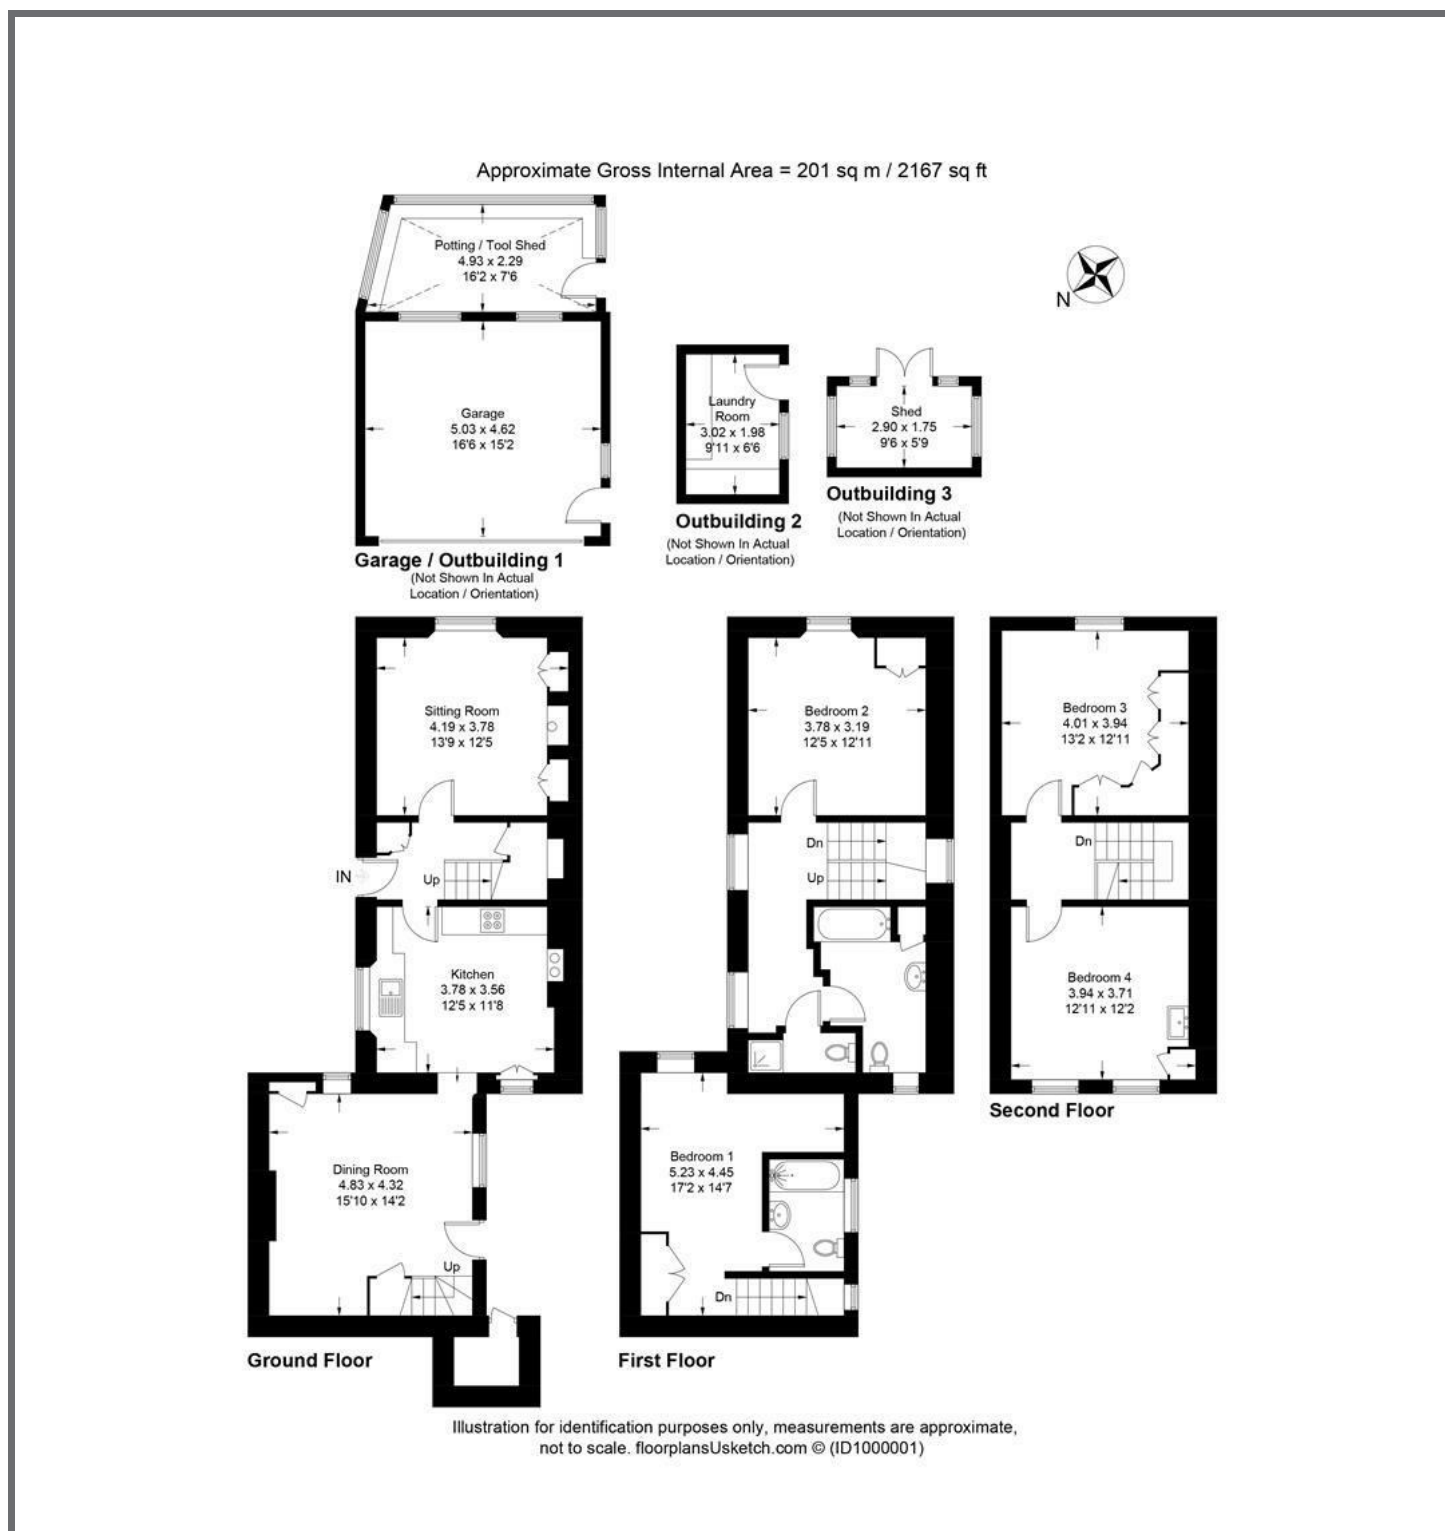 Approximate Gross Internal Area = 201 sq m / 2167 sq ft
Potting / Tool Shed
4.93 x 2.29
16'2 x 7'6
N
Garage
5.03 x 4.62
16'6 x 15'2
Garage / Outbuilding 1
(Not Shown In Actual
Location / Orientation)
Laundry
Room
3.02 x 1.98
9'11 x 6'6
Outbuilding 2
(Not Shown In Actual
Location / Orientation)
Shed
2.90 x 1.75
9'6 x 5'9
Outbuilding 3
(Not Shown In Actual
Location / Orientation)
Sitting Room
4.19 x 3.78
13'9 x 12'5
IN
Up
Kitchen
3.78 x 3.56
12'5 x 11'8
Dining Room
4.83 x 4.32
15'10 x 14'2
Up
Ground Floor
Bedroom 2
3.78 x 3.19
12'5 x 12'11
Dn
Up
Bedroom 1
5.23 x 4.45
17'2 x 14'7
Dn
First Floor
Bedroom 3
4.01 x 3.94
13'2 x 12'11
Dn
Bedroom 4
3.94 x 3.71
12'11 x 12'2
Second Floor
Illustration for identification purposes only, measurements are approximate,
not to scale. floorplansUsketch.com © (ID1000001)